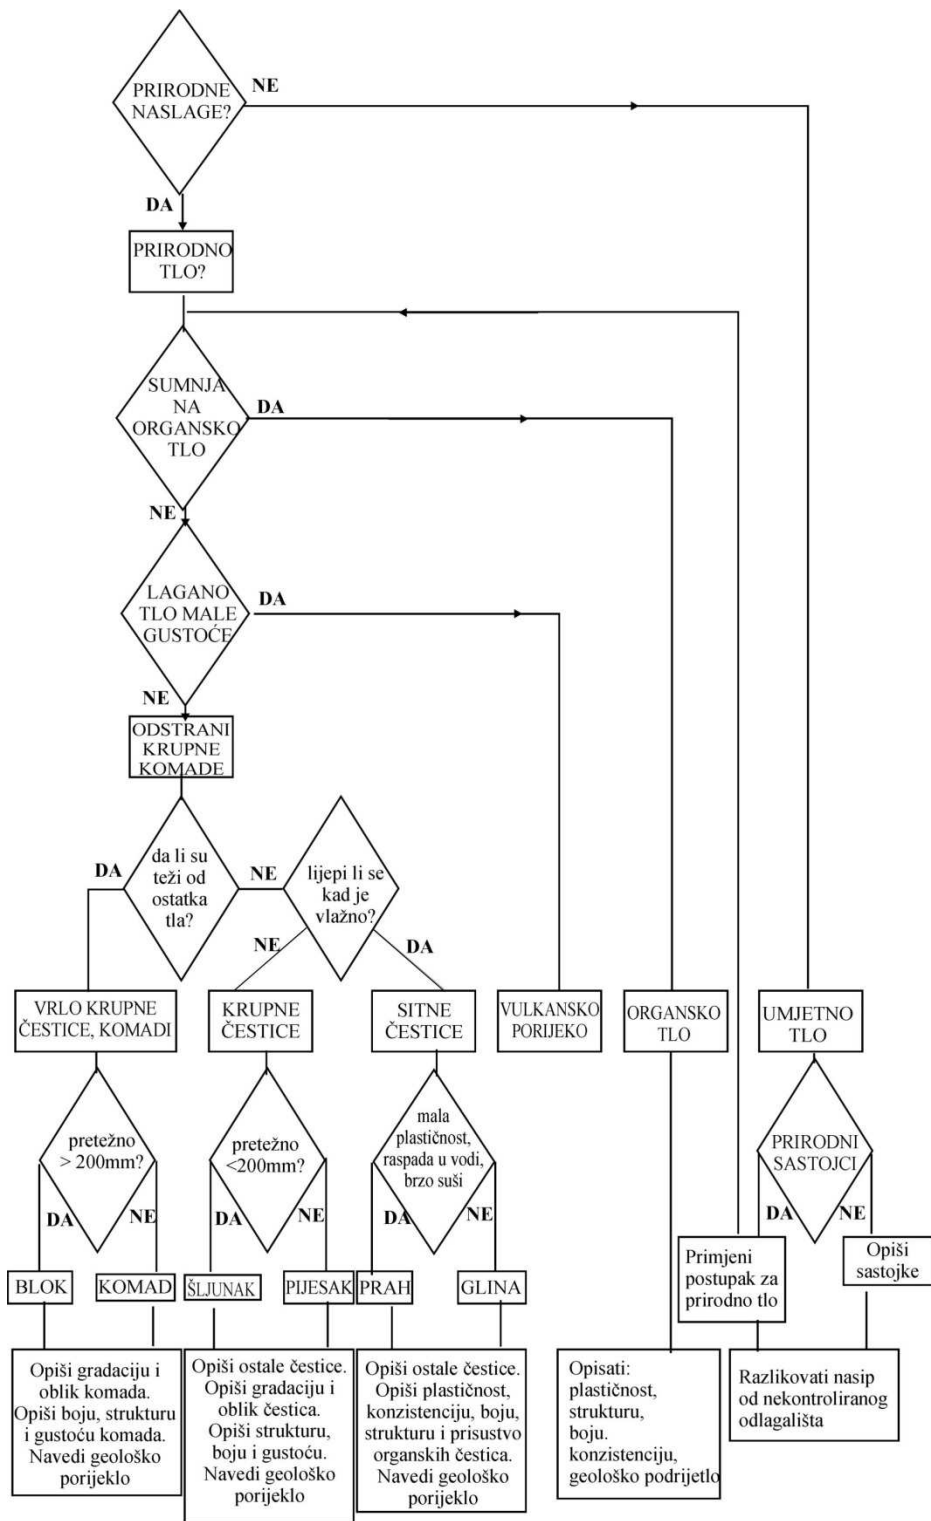 PRIRODNE
NASLAGE?
NE
DA
PRIRODNO
TLO?
SUMNJA
NA
ORGANSKO
TLO
DA
NE
LAGANO
TLO MALE
GUSTOĆE
DA
NE
ODSTRANI
KRUPNE
KOMADE
da li su
teži od
ostatka
tla?
DA
NE
lijepi li se
kad je
vlažno?
NE
DA
VRLO KRUPNE
ČESTICE, KOMADI
KRUPNE
ČESTICE
SITNE
ČESTICE
VULKANSKO
PORIJEKO
ORGANSKO
TLO
UMJETNO
TLO
pretežno
> 200mm?
DA
NE
pretežno
<200mm?
DA
NE
mala
plastičnost,
raspada u vodi,
brzo suši
DA
NE
PRIRODNI
SASTOJCI
DA
NE
BLOK
KOMAD
ŠLJUNAK
PIJESAK
PRAH
GLINA
Primjeni
postupak za
prirodno tlo
Opiši
sastojke
Opiši gradaciju i
oblik komada.
Opiši boju, strukturu
i gustoću komada.
Navedi geološko
porijeklo
Opiši ostale čestice.
Opiši gradaciju i
oblik čestica.
Opiši strukturu,
boju i gustoću.
Navedi geološko
porijeklo
Opiši ostale čestice.
Opiši plastičnost,
konzistenciju, boju,
strukturu i prisustvo
organskih čestica.
Navedi geološko
porijeklo
Opisati:
plastičnost,
strukturu,
boju.
konzistenciju,
geološko podrijetlo
Razlikovati nasip
od nekontroliranog
odlagališta